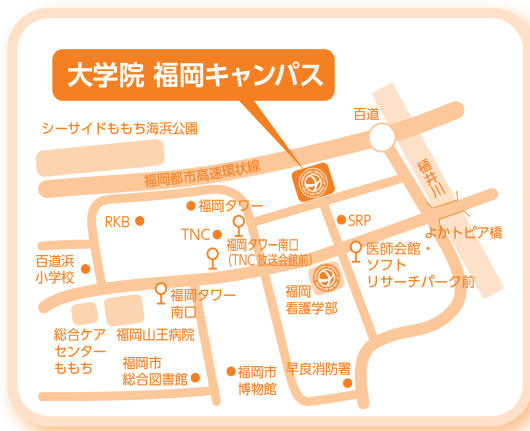 大学院 福岡キャンパス
シーサイドももち海浜公園
百道
福岡都市高速環状線
樋井川
福岡タワー
RKB
TNC
SRP
よかトピア橋
福岡タワー南口
(TNC放送会館前)
医師会館・
ソフト
リサーチパーク前
百道浜
小学校
福岡タワー
南口
福岡
看護学部
総合ケア
センター
ももち
福岡山王病院
福岡市
総合図書館
福岡市
博物館
早良消防署